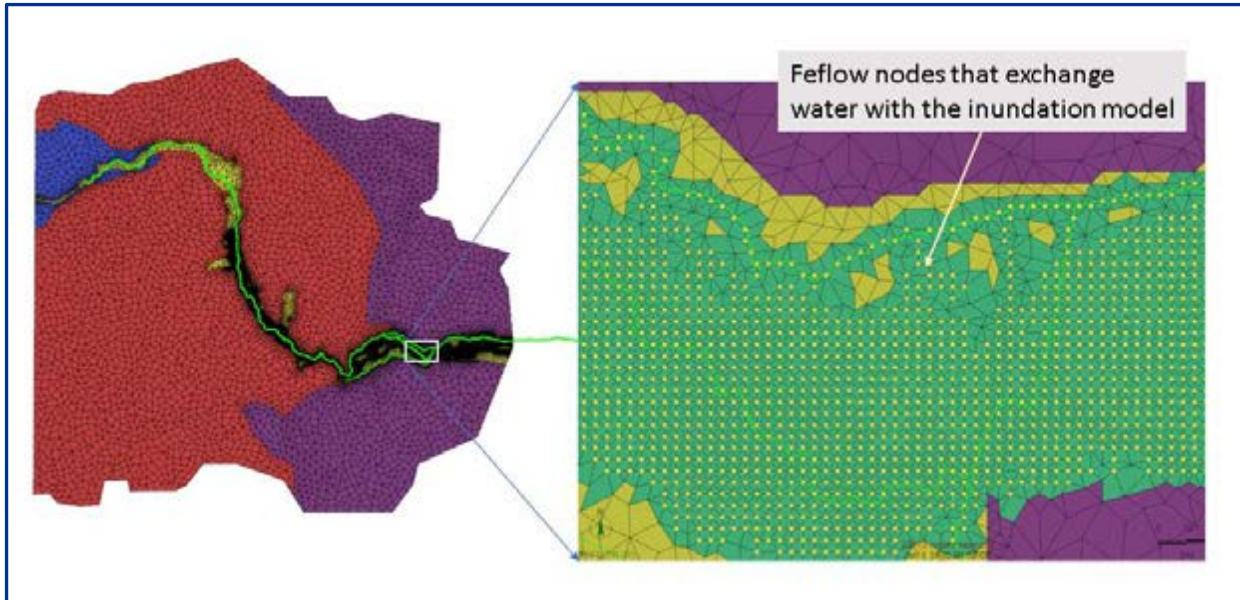 Feflow nodes that exchange
water with the inundation model